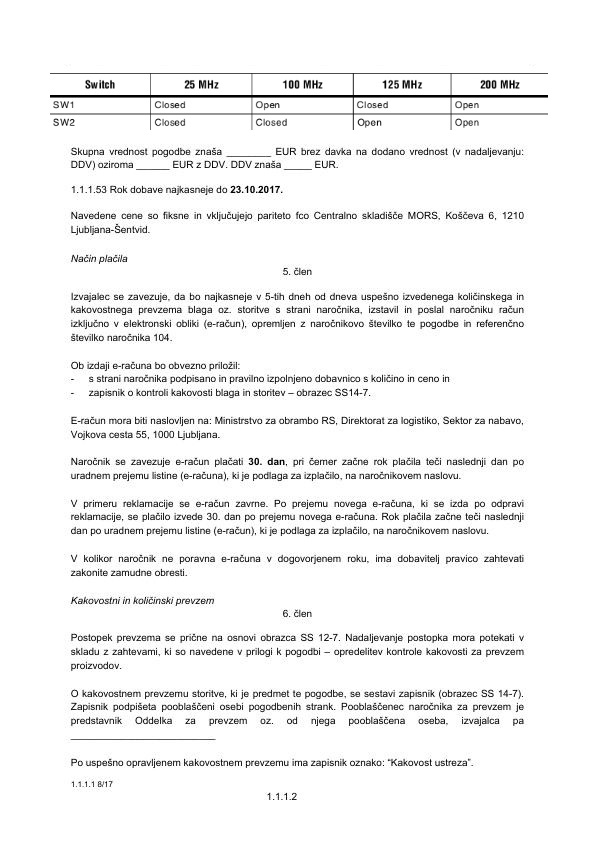 Switch 25 MHz 100 MHz 125 MHz 200 MHz
SW1 Closed Open Closed Open
SW2 Closed Closed Open Open
Skupna vrednost pogodbe znaša ________ EUR brez davka na dodano vrednost (v nadaljevanju:
DDV) oziroma ______ EUR z DDV. DDV znaša _____ EUR.
1.1.1.53 Rok dobave najkasneje do 23.10.2017.
Navedene cene so fiksne in vključujejo pariteto fco Centralno skladišče MORS, Koščeva 6, 1210
Ljubljana-Šentvid.
Način plačila
5. člen
Izvajalec se zavezuje, da bo najkasneje v 5-tih dneh od dneva uspešno izvedenega količinskega in
kakovostnega prevzema blaga oz. storitve s strani naročnika, izstavil in poslal naročniku račun
izključno v elektronski obliki (e-račun), opremljen z naročnikovo številko te pogodbe in referenčno
številko naročnika 104.
Ob izdaji e-računa bo obvezno priložil:
- s strani naročnika podpisano in pravilno izpolnjeno dobavnico s količino in ceno in
- zapisnik o kontroli kakovosti blaga in storitev – obrazec SS14-7.
E-račun mora biti naslovljen na: Ministrstvo za obrambo RS, Direktorat za logistiko, Sektor za nabavo,
Vojkova cesta 55, 1000 Ljubljana.
Naročnik se zavezuje e-račun plačati 30. dan, pri čemer začne rok plačila teči naslednji dan po
uradnem prejemu listine (e-računa), ki je podlaga za izplačilo, na naročnikovem naslovu.
V primeru reklamacije se e-račun zavrne. Po prejemu novega e-računa, ki se izda po odpravi
reklamacije, se plačilo izvede 30. dan po prejemu novega e-računa. Rok plačila začne teči naslednji
dan po uradnem prejemu listine (e-račun), ki je podlaga za izplačilo, na naročnikovem naslovu.
V kolikor naročnik ne poravna e-računa v dogovorjenem roku, ima dobavitelj pravico zahtevati
zakonite zamudne obresti.
Kakovostni in količinski prevzem
6. člen
Postopek prevzema se prične na osnovi obrazca SS 12-7. Nadaljevanje postopka mora potekati v
skladu z zahtevami, ki so navedene v prilogi k pogodbi – opredelitev kontrole kakovosti za prevzem
proizvodov.
O kakovostnem prevzemu storitve, ki je predmet te pogodbe, se sestavi zapisnik (obrazec SS 14-7).
Zapisnik podpišeta pooblaščeni osebi pogodbenih strank. Pooblaščenec naročnika za prevzem je
predstavnik Oddelka za prevzem oz. od njega pooblaščena oseba, izvajalca pa
__________________________
Po uspešno opravljenem kakovostnem prevzemu ima zapisnik oznako: “Kakovost ustreza”.
1.1.1.1 8/17
1.1.1.2